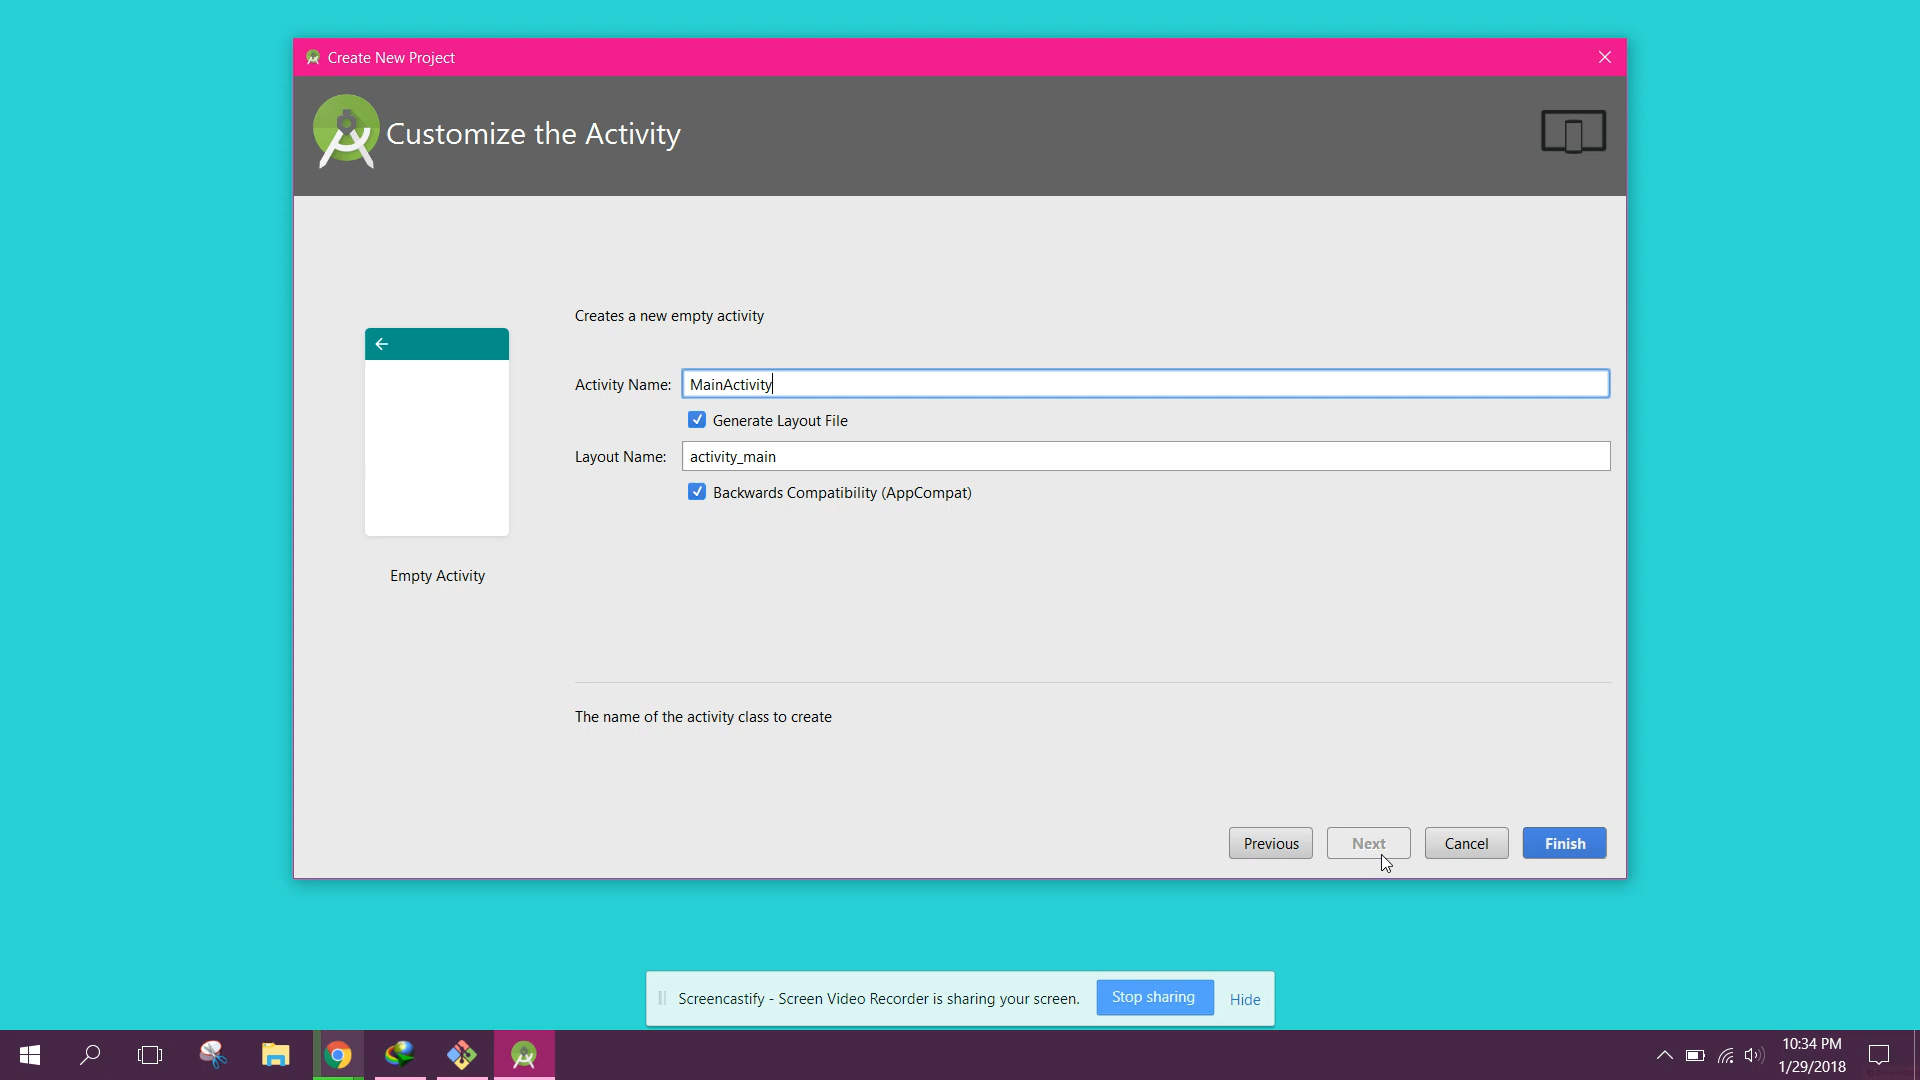 Create New Project
Customize the Activity
Creates a new empty activity
Activity Name: MainActivity
Generate Layout File
Layout Name: activity_main
Backwards Compatibility (AppCompat)
Empty Activity
The name of the activity class to create
Previous Next Cancel Finish
Screencastify - Screen Video Recorder is sharing your screen. Stop sharing Hide
10:34 PM
1/29/2018